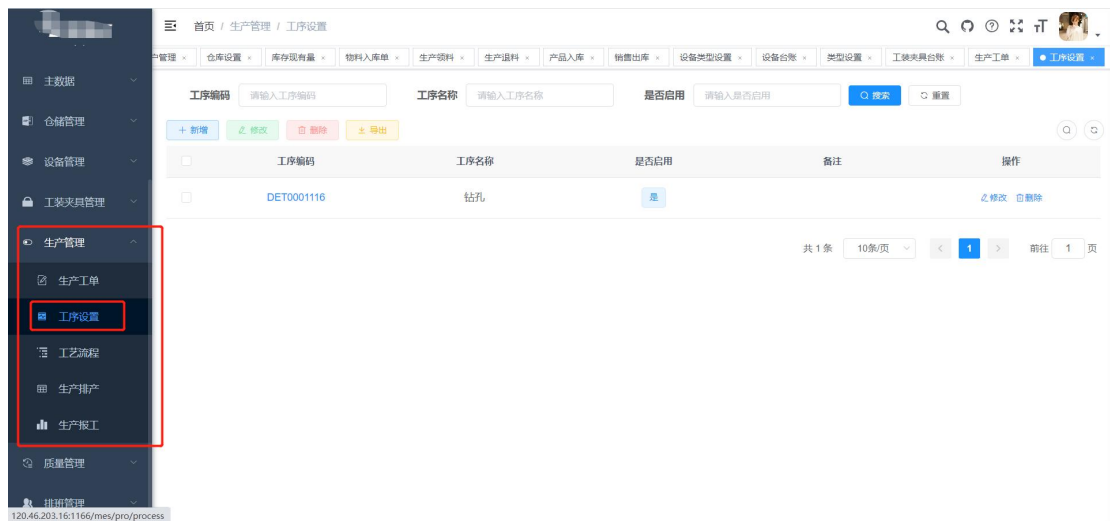 首页 / 生产管理 / 工序设置
户管理 × 仓库设置 × 库存现有量 × 物料入库单 × 生产领料 × 生产退料 × 产品入库 × 销售出库 × 设备类型设置 × 设备台账 × 类型设置 × 工装夹具台账 × 生产工单 × 工序设置 ×
主数据
仓储管理
设备管理
工装夹具管理
生产管理
生产工单
工序设置
工艺流程
生产排产
生产报工
质量管理
排班管理
工序编码 请输入工序编码 工序名称 请输入工序名称 是否启用 请输入是否启用 搜索 重置
+ 新增 修改 删除 导出
工序编码 工序名称 是否启用 备注 操作
DET0001116 钻孔 是 修改 删除
共 1 条 10条/页 < 1 > 前往 1 页
120.46.203.16:1166/mes/pro/process